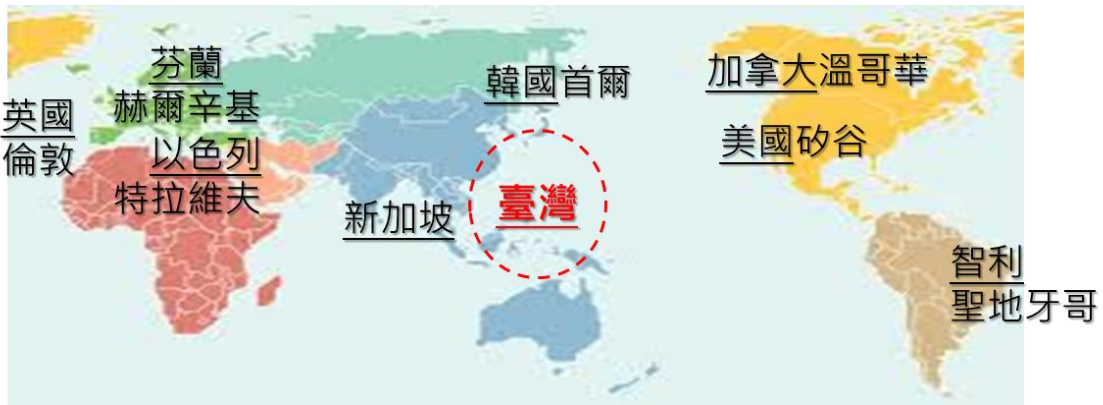 芬蘭
赫爾辛基
英國
倫敦
以色列
特拉維夫
韓國首爾
新加坡
臺灣
加拿大溫哥華
美國矽谷
智利
聖地牙哥